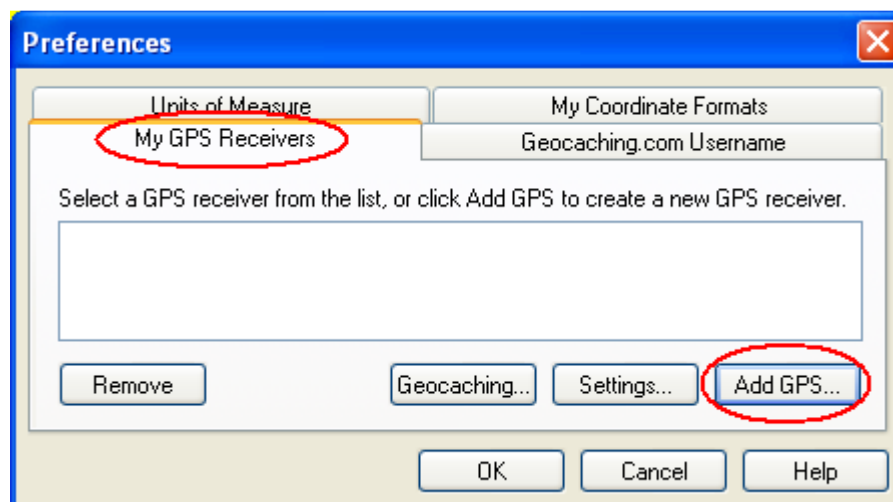 Preferences
Units of Measure My Coordinate Formats
My GPS Receivers Geocaching.com Username
Select a GPS receiver from the list, or click Add GPS to create a new GPS receiver.
Remove Geocaching... Settings... Add GPS...
OK Cancel Help